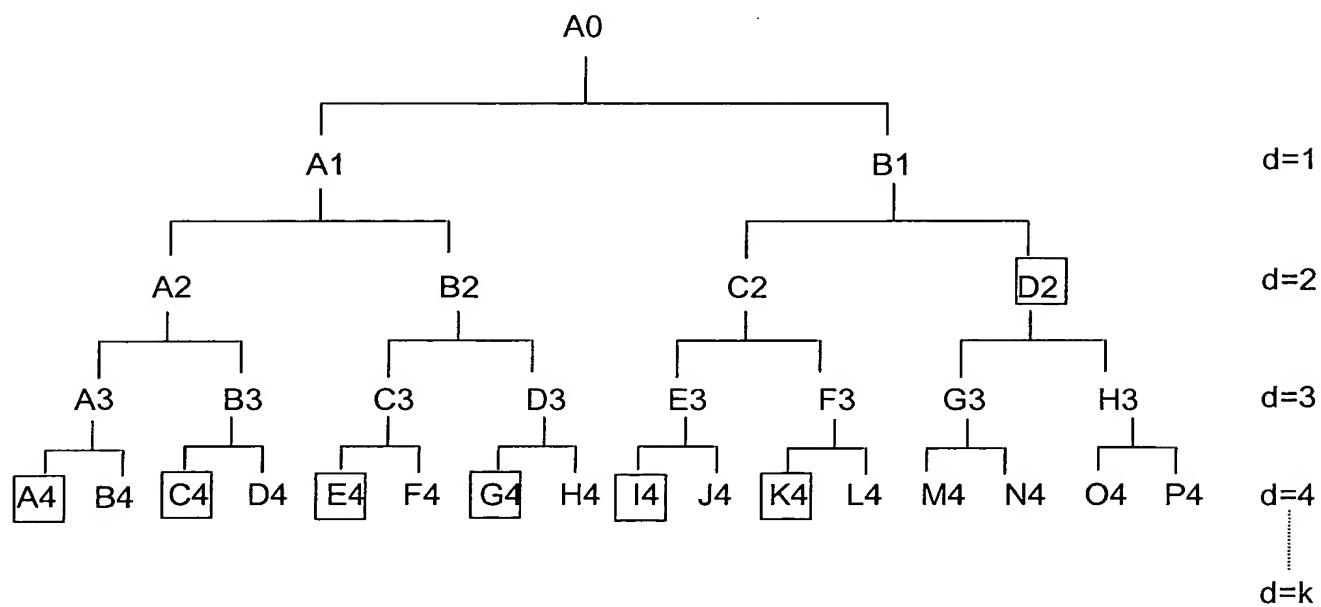 A0
A1 B1 d=1
A2 B2 C2 D2 d=2
A3 B3 C3 D3 E3 F3 G3 H3 d=3
A4 B4 C4 D4 E4 F4 G4 H4 I4 J4 K4 L4 M4 N4 O4 P4 d=4
d=k